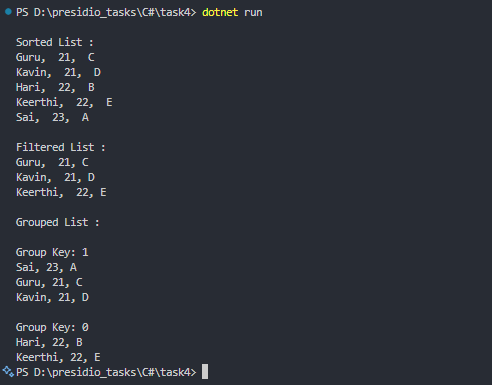 PS D:\presidio_tasks\C#\task4> dotnet run
Sorted List :
Guru,  21,  C
Kavin,  21,  D
Hari,  22,  B
Keerthi,  22,  E
Sai,  23,  A
Filtered List :
Guru,  21, C
Kavin,  21, D
Keerthi,  22, E
Grouped List :
Group Key: 1
Sai, 23, A
Guru, 21, C
Kavin, 21, D
Group Key: 0
Hari, 22, B
Keerthi, 22, E
PS D:\presidio_tasks\C#\task4>